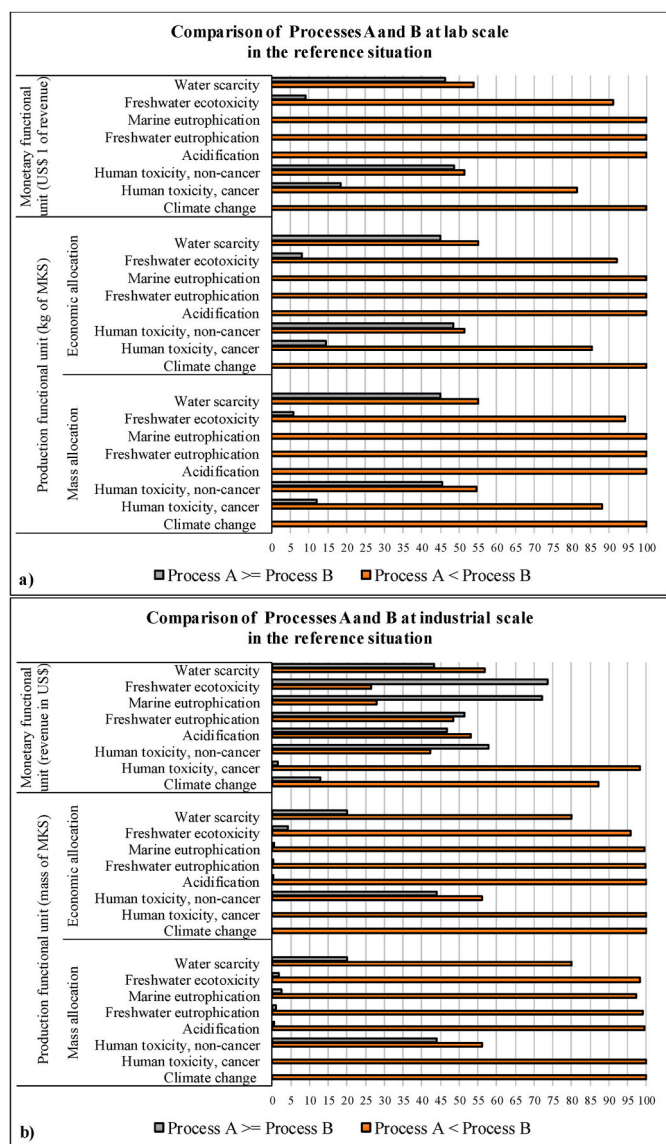 Comparison of Processes A and B at lab scale
in the reference situation
Monetary functional
unit (US$ 1 of revenue)
Water scarcity
Freshwater ecotoxicity
Marine eutrophication
Freshwater eutrophication
Acidification
Human toxicity, non-cancer
Human toxicity, cancer
Climate change
Production functional unit (kg of MKS)
Economic allocation
Water scarcity
Freshwater ecotoxicity
Marine eutrophication
Freshwater eutrophication
Acidification
Human toxicity, non-cancer
Human toxicity, cancer
Climate change
Mass allocation
Water scarcity
Freshwater ecotoxicity
Marine eutrophication
Freshwater eutrophication
Acidification
Human toxicity, non-cancer
Human toxicity, cancer
Climate change
0 5 10 15 20 25 30 35 40 45 50 55 60 65 70 75 80 85 90 95 100
a)
Process A >= Process B Process A < Process B
Comparison of Processes A and B at industrial scale
in the reference situation
Monetary functional
unit (revenue in US$)
Water scarcity
Freshwater ecotoxicity
Marine eutrophication
Freshwater eutrophication
Acidification
Human toxicity, non-cancer
Human toxicity, cancer
Climate change
Production functional unit (mass of MKS)
Economic allocation
Water scarcity
Freshwater ecotoxicity
Marine eutrophication
Freshwater eutrophication
Acidification
Human toxicity, non-cancer
Human toxicity, cancer
Climate change
Mass allocation
Water scarcity
Freshwater ecotoxicity
Marine eutrophication
Freshwater eutrophication
Acidification
Human toxicity, non-cancer
Human toxicity, cancer
Climate change
0 5 10 15 20 25 30 35 40 45 50 55 60 65 70 75 80 85 90 95 100
b)
Process A >= Process B Process A < Process B